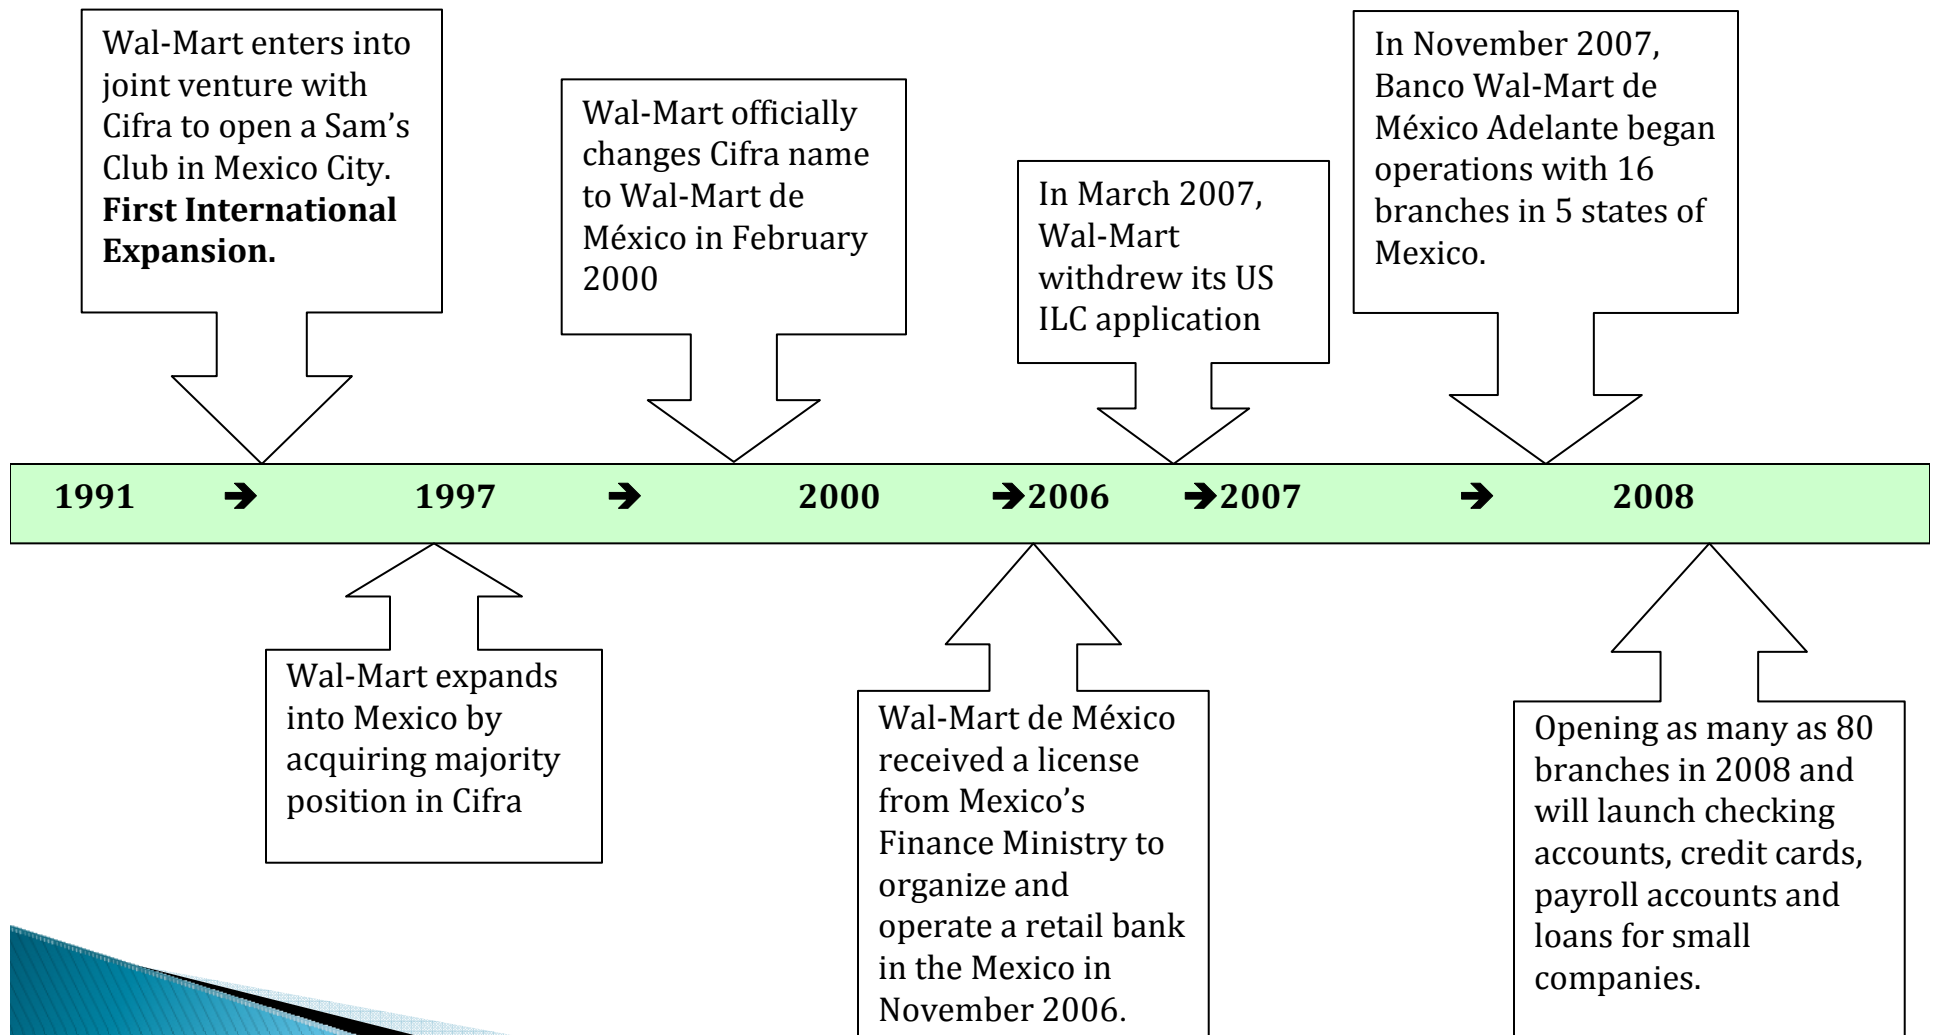 Wal-Mart enters into
joint venture with
Cifra to open a Sam's
Club in Mexico City.
First International
Expansion.
Wal-Mart officially
changes Cifra name
to Wal-Mart de
México in February
2000
In March 2007,
Wal-Mart
withdrew its US
ILC application
In November 2007,
Banco Wal-Mart de
México Adelante began
operations with 16
branches in 5 states of
Mexico.
1991 → 1997 → 2000 →2006 →2007 → 2008
Wal-Mart expands
into Mexico by
acquiring majority
position in Cifra
Wal-Mart de México
received a license
from Mexico's
Finance Ministry to
organize and
operate a retail bank
in the Mexico in
November 2006.
Opening as many as 80
branches in 2008 and
will launch checking
accounts, credit cards,
payroll accounts and
loans for small
companies.